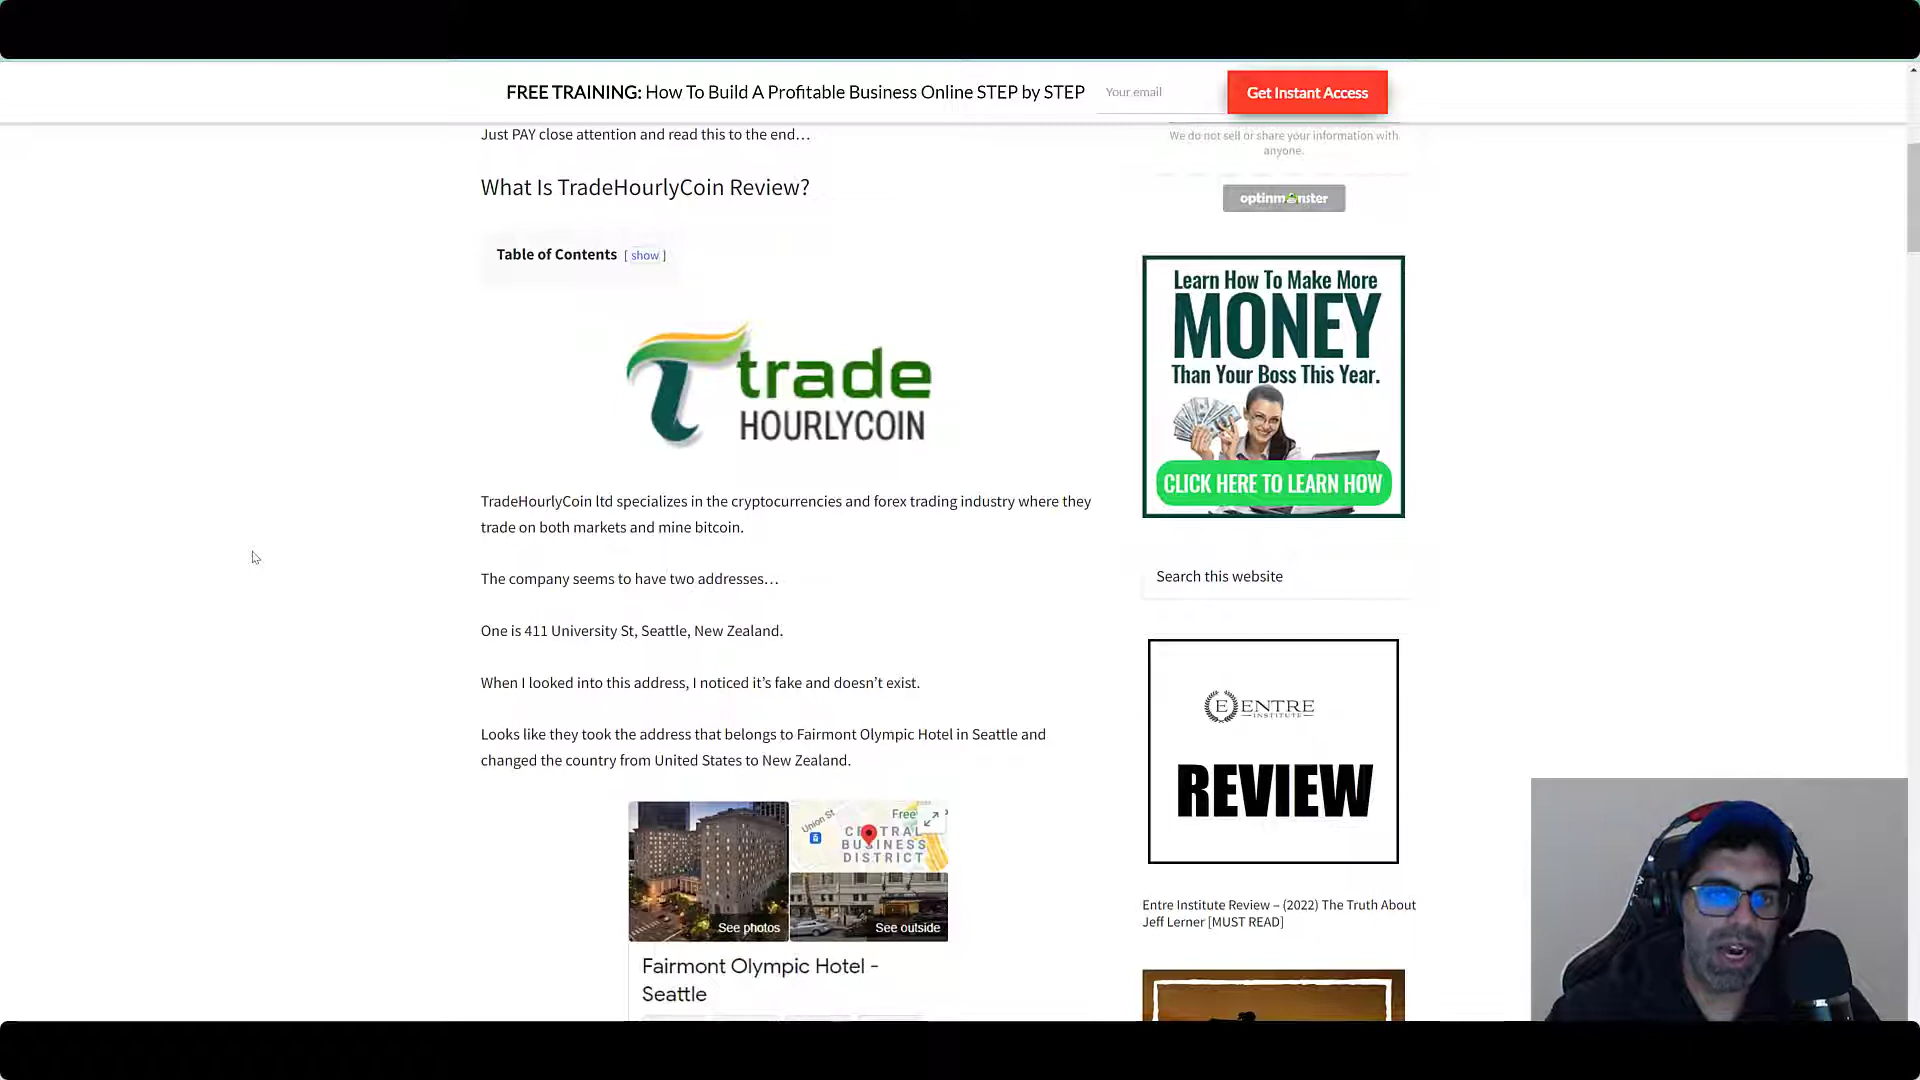 FREE TRAINING: How To Build A Profitable Business Online STEP by STEP
Your email
Get Instant Access
Just PAY close attention and read this to the end…
What Is TradeHourlyCoin Review?
Table of Contents [ show ]
trade
HOURLYCOIN
TradeHourlyCoin ltd specializes in the cryptocurrencies and forex trading industry where they
trade on both markets and mine bitcoin.
The company seems to have two addresses…
One is 411 University St, Seattle, New Zealand.
When I looked into this address, I noticed it’s fake and doesn’t exist.
Looks like they took the address that belongs to Fairmont Olympic Hotel in Seattle and
changed the country from United States to New Zealand.
Union St
Free
CENTRAL
BUSINESS
DISTRICT
See photos
See outside
Fairmont Olympic Hotel -
Seattle
We do not sell or share your information with
anyone.
optinmonster
Learn How To Make More
MONEY
Than Your Boss This Year.
CLICK HERE TO LEARN HOW
Search this website
E ENTRE
INSTITUTE
REVIEW
Entre Institute Review – (2022) The Truth About
Jeff Lerner [MUST READ]